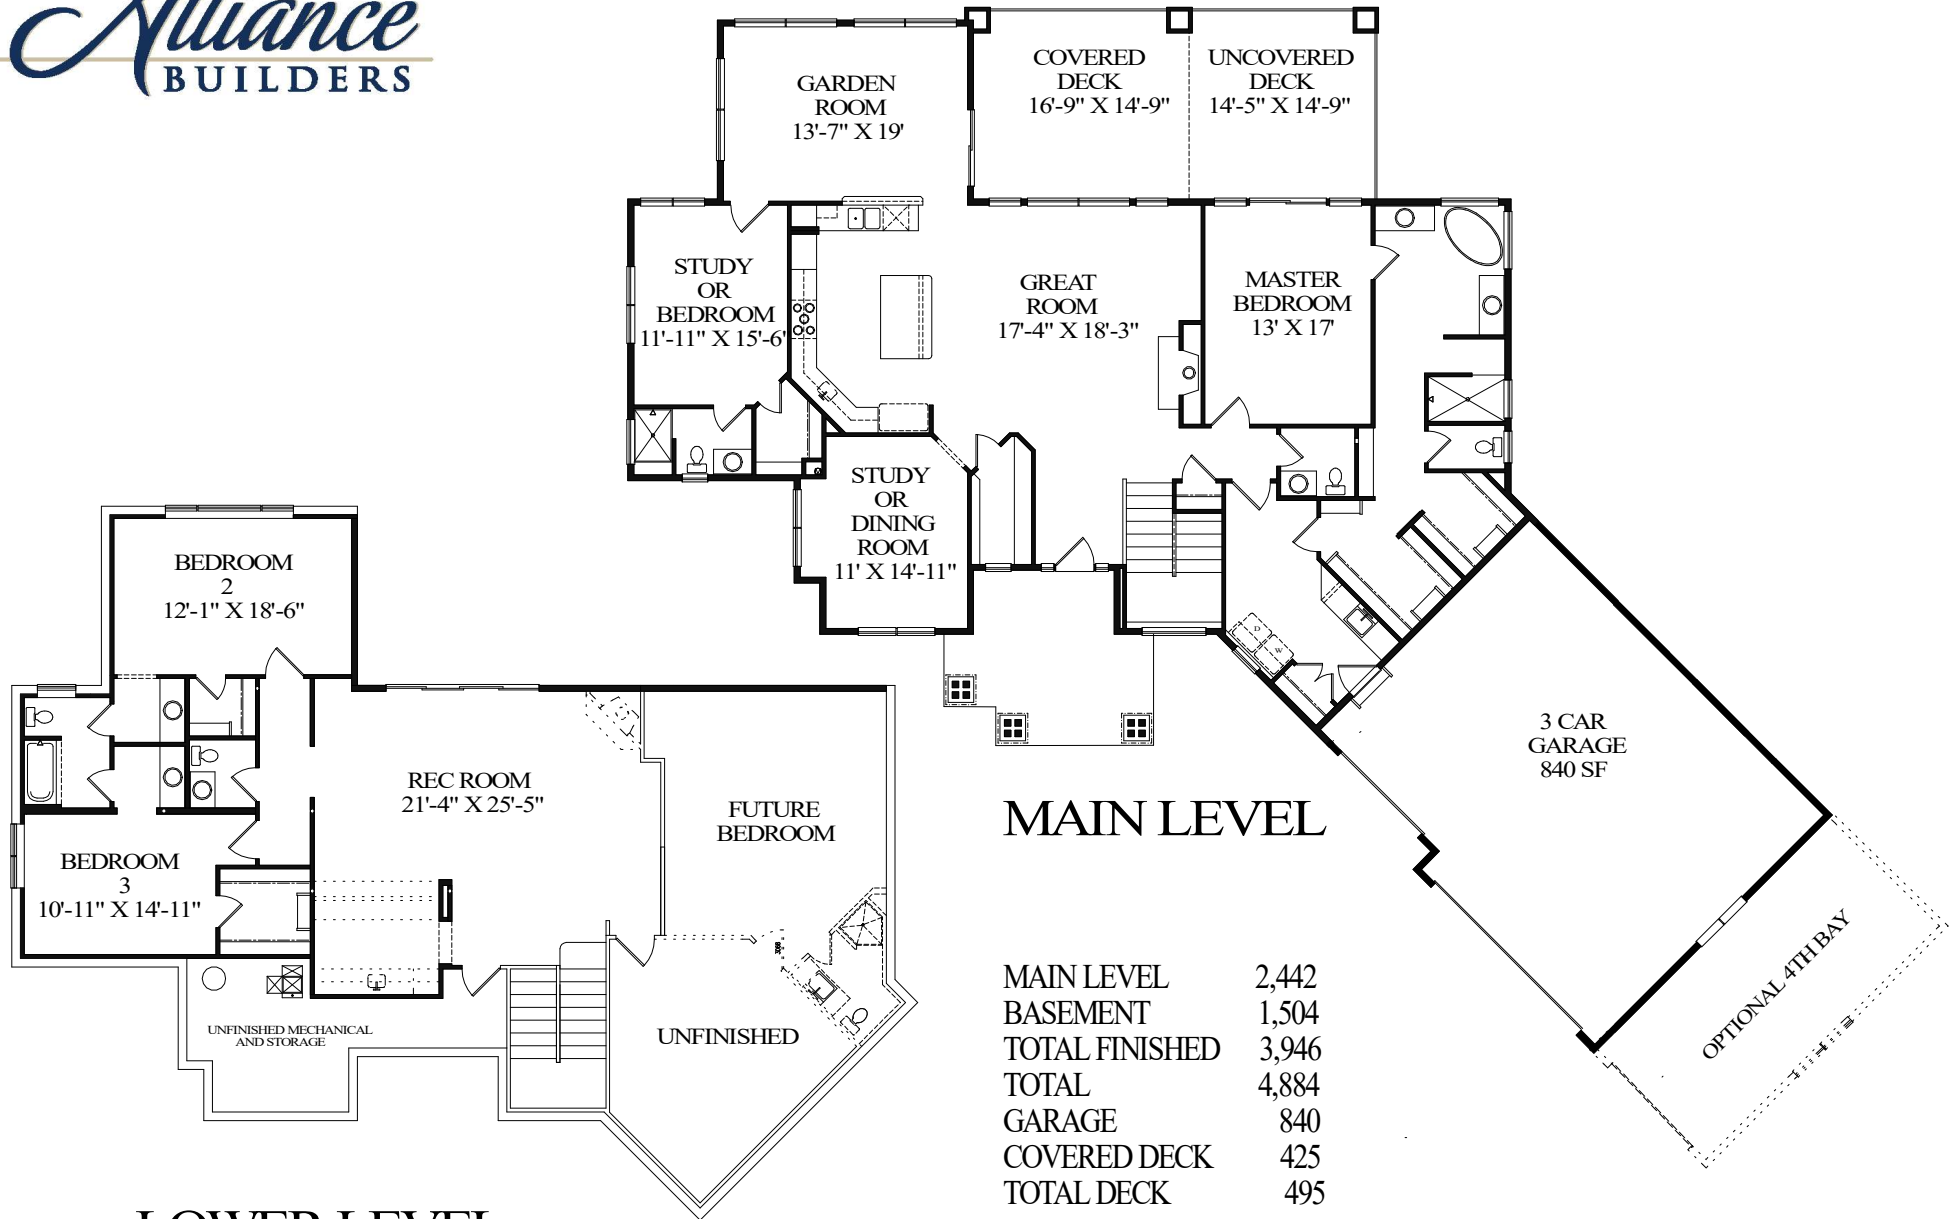 Alliance
BUILDERS
GARDEN
ROOM
13'-7" X 19'
COVERED
DECK
16'-9" X 14'-9"
UNCOVERED
DECK
14'-5" X 14'-9"
STUDY
OR
BEDROOM
11'-11" X 15'-6'
GREAT
ROOM
17'-4" X 18'-3"
MASTER
BEDROOM
13' X 17'
STUDY
OR
DINING
ROOM
11' X 14'-11"
D
W
3 CAR
GARAGE
840 SF
OPTIONAL 4TH BAY
MAIN LEVEL
BEDROOM
2
12'-1" X 18'-6"
REC ROOM
21'-4" X 25'-5"
FUTURE
BEDROOM
BEDROOM
3
10'-11" X 14'-11"
UNFINISHED MECHANICAL
AND STORAGE
UNFINISHED
LOWER LEVEL
MAIN LEVEL 2,442
BASEMENT 1,504
TOTAL FINISHED 3,946
TOTAL 4,884
GARAGE 840
COVERED DECK 425
TOTAL DECK 495